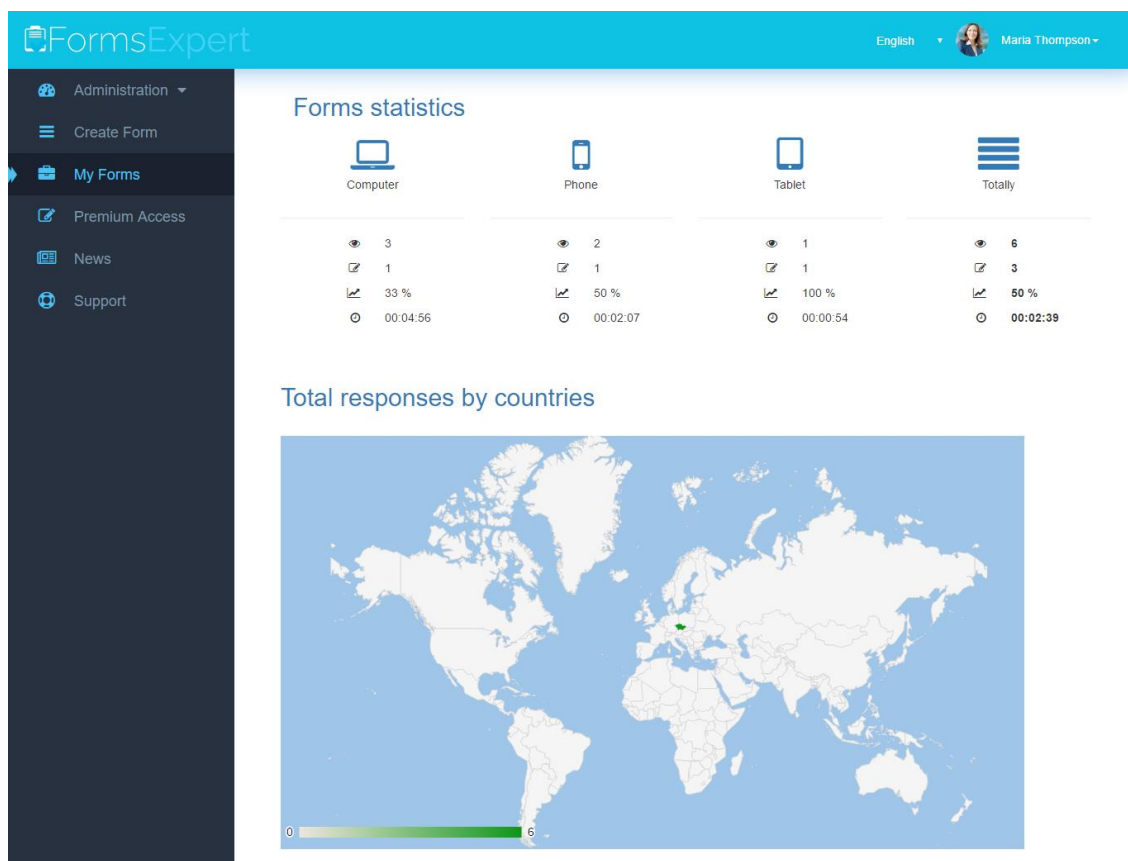 FormsExpert
English Maria Thompson
Administration
Create Form
My Forms
Premium Access
News
Support
Forms statistics
Computer Phone Tablet Totally
3 2 1 6
1 1 1 3
33 % 50 % 100 % 50 %
00:04:56 00:02:07 00:00:54 00:02:39
Total responses by countries
0 6